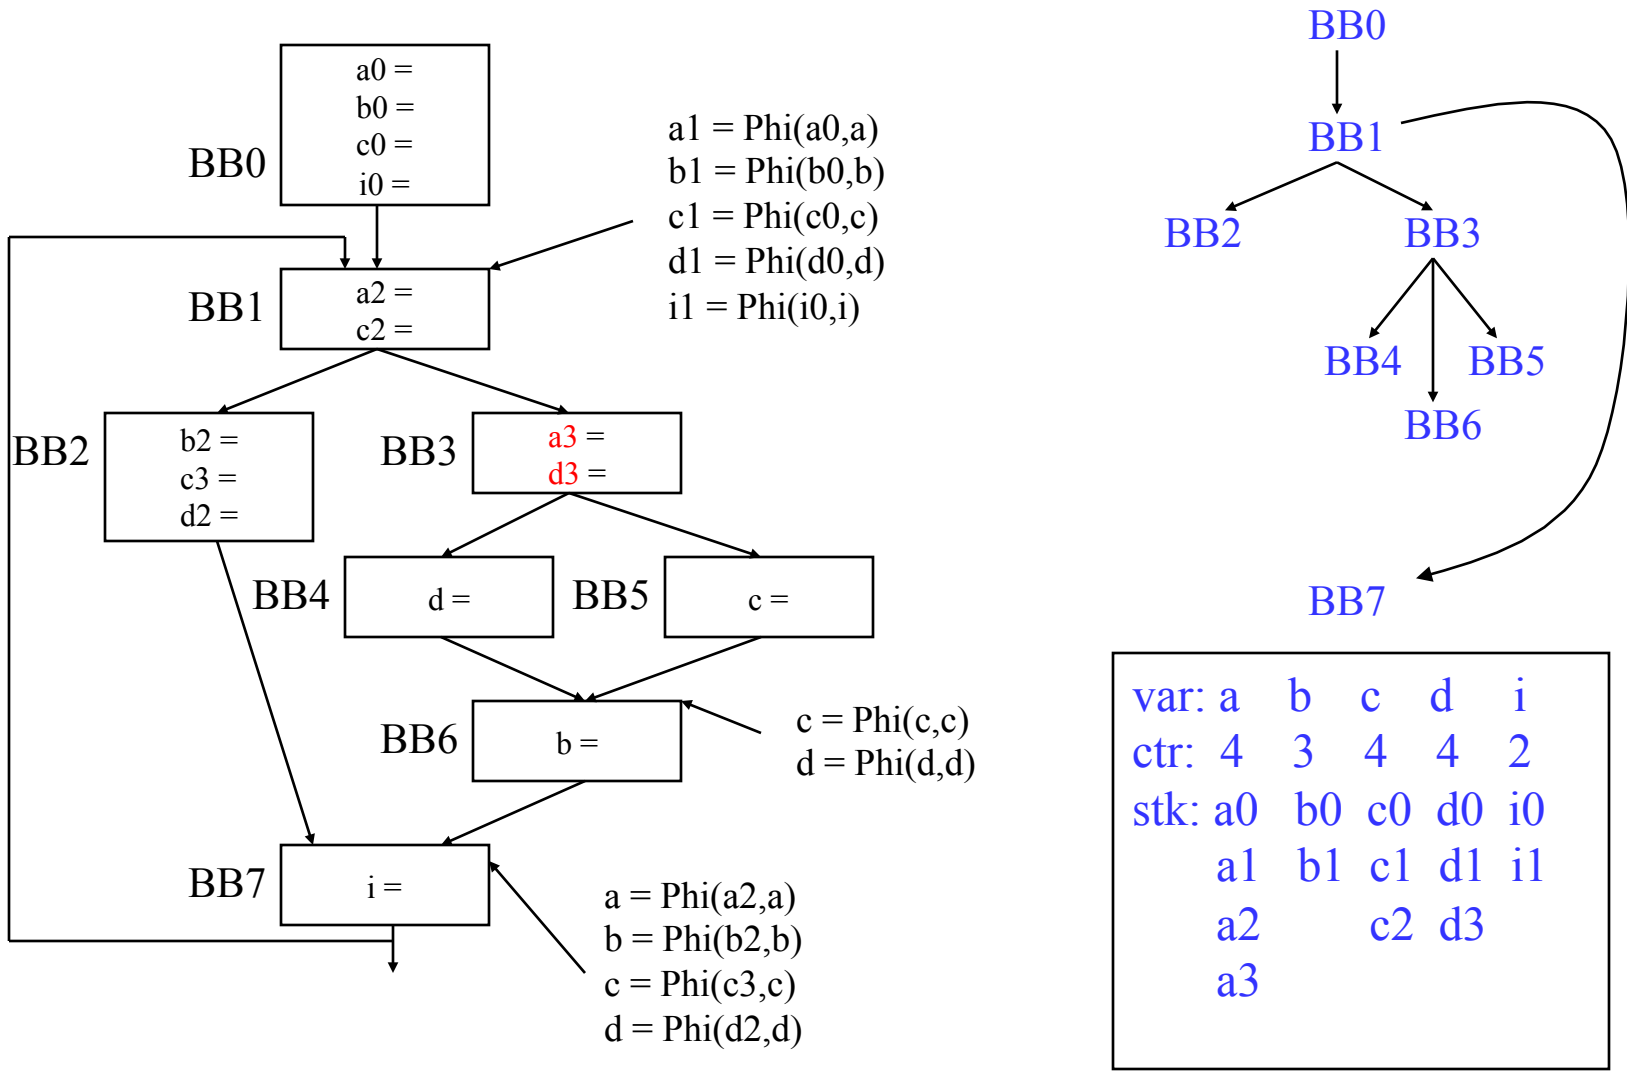 BB0
a0 =
b0 =
c0 =
i0 =
a1 = Phi(a0,a)
b1 = Phi(b0,b)
c1 = Phi(c0,c)
d1 = Phi(d0,d)
i1 = Phi(i0,i)
BB1
a2 =
c2 =
BB2
b2 =
c3 =
d2 =
BB3
a3 =
d3 =
BB4
d =
BB5
c =
BB6
b =
c = Phi(c,c)
d = Phi(d,d)
BB7
i =
a = Phi(a2,a)
b = Phi(b2,b)
c = Phi(c3,c)
d = Phi(d2,d)
BB0
BB1
BB2 BB3
BB4 BB5
BB6
BB7
var: a b c d i
ctr: 4 3 4 4 2
stk: a0 b0 c0 d0 i0
a1 b1 c1 d1 i1
a2 c2 d3
a3